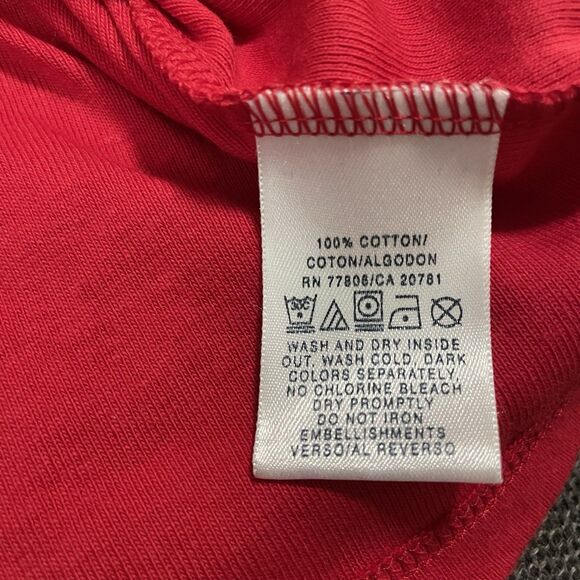 100% COTTON/
COTON/ALGODON
RN 77806/CA 20781
30C
WASH AND DRY INSIDE
OUT, WASH COLD, DARK
COLORS SEPARATELY,
NO CHLORINE BLEACH
DRY PROMPTLY
DO NOT IRON
EMBELLISHMENTS
VERSO/AL REVERSO